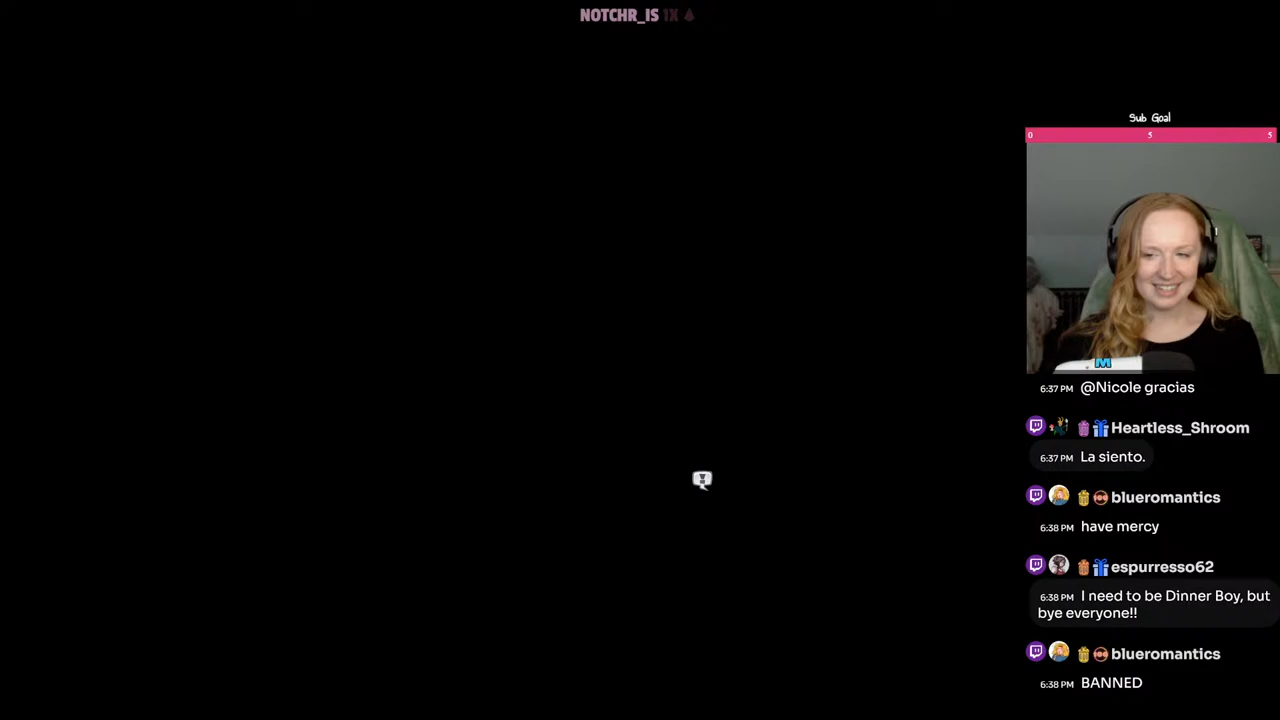 NOTCHR_IS 1X
Sub Goal
0 5 5
M
6:37 PM @Nicole gracias
Heartless_Shroom
6:37 PM La siento.
blueromantics
6:38 PM have mercy
espurresso62
6:38 PM I need to be Dinner Boy, but
bye everyone!!
blueromantics
6:38 PM BANNED